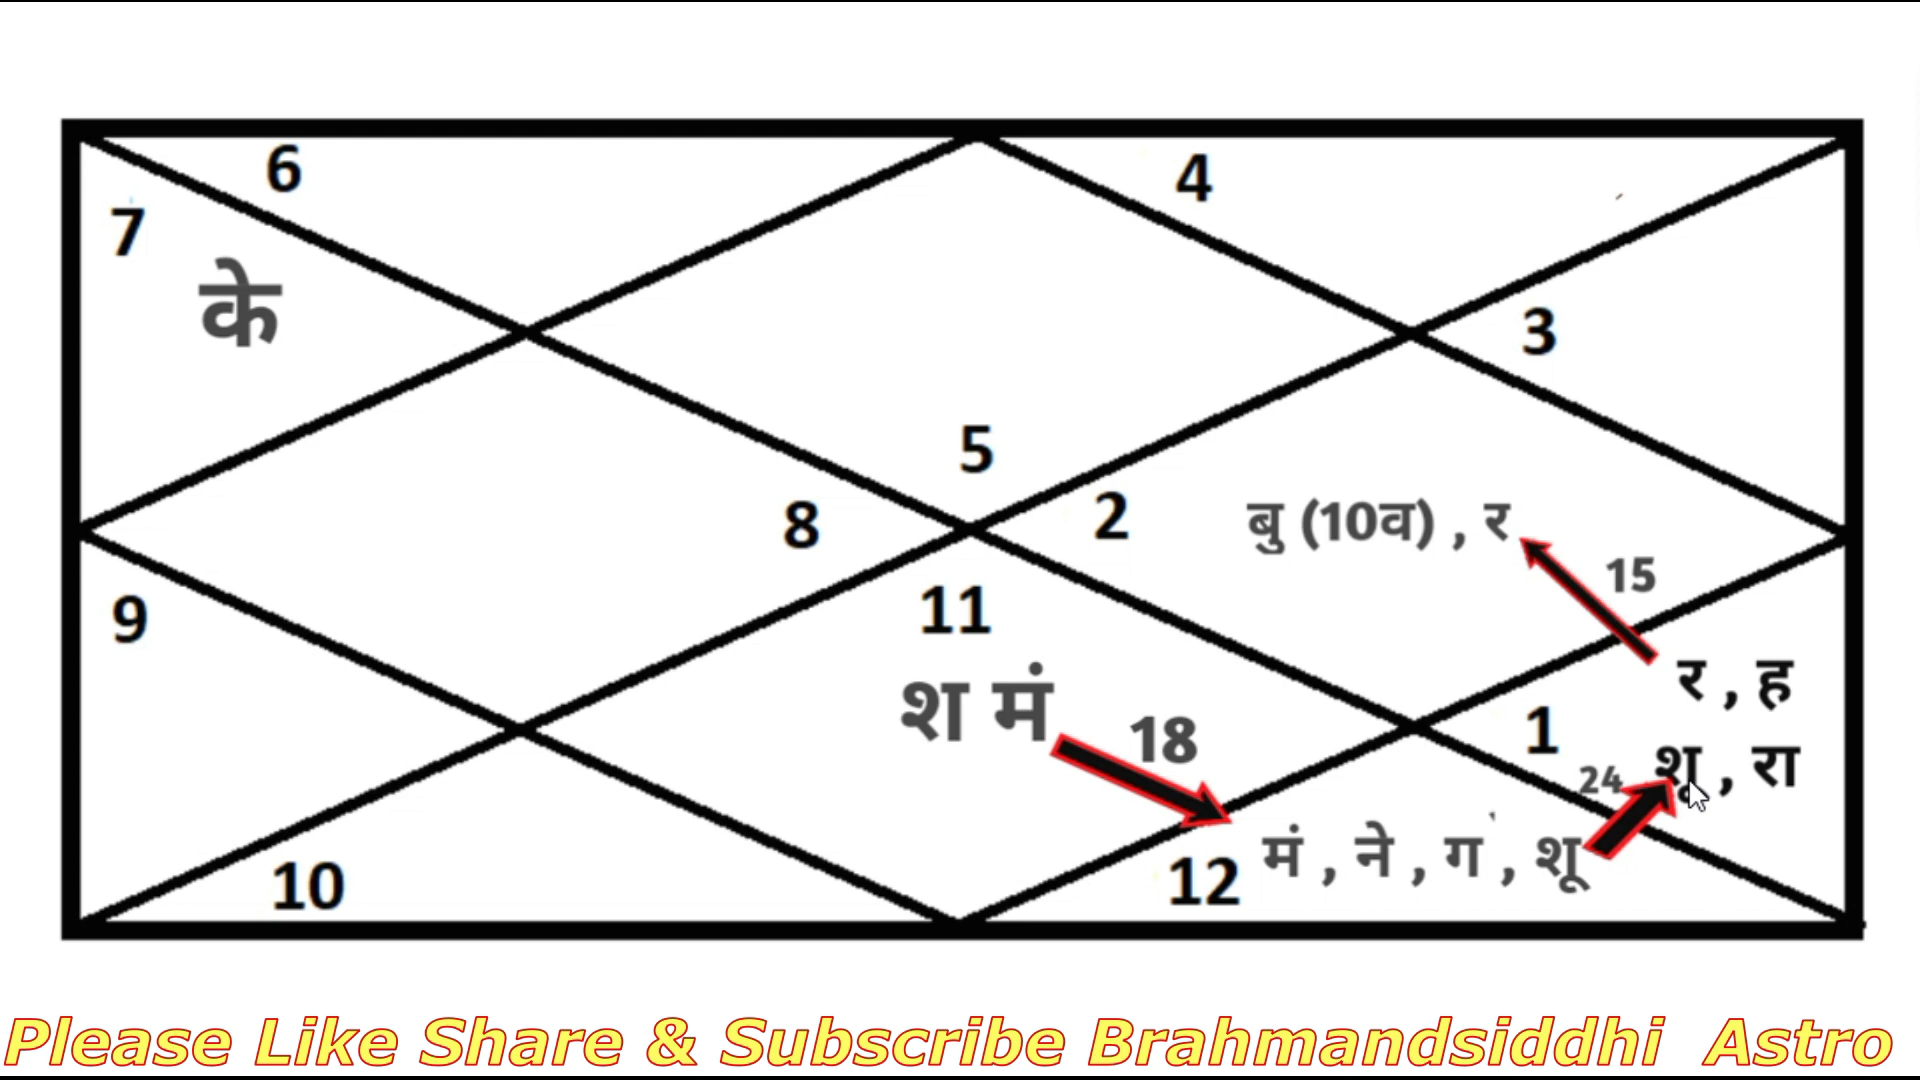 6
4
7
के
3
5
8
2
बु (10व) , र
15
9
11
र , ह
श मं
18
1
24
शु , रा
10
12
मं , ने , ग , शू
Please Like Share & Subscribe Brahmandsiddhi Astro